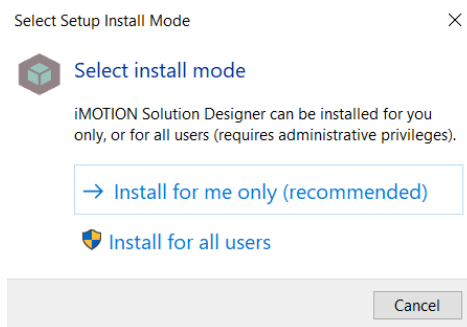 Select Setup Install Mode
Select install mode
iMOTION Solution Designer can be installed for you
only, or for all users (requires administrative privileges).
Install for me only (recommended)
Install for all users
Cancel